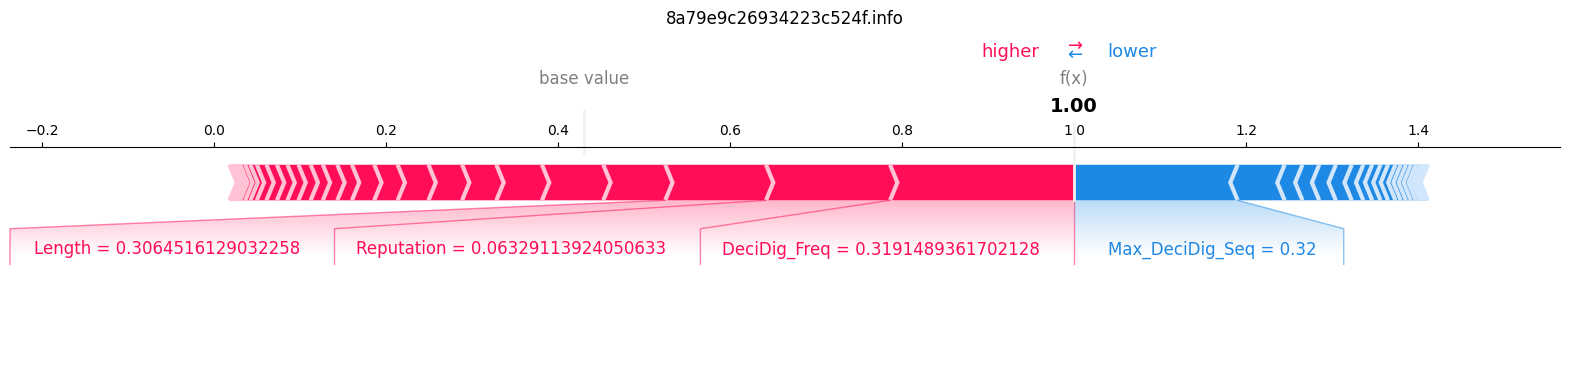 8a79e9c26934223c524f.info
higher ⇄ lower
base value f(x)
1.00
−0.2 0.0 0.2 0.4 0.6 0.8 1.0 1.2 1.4
Length = 0.3064516129032258 Reputation = 0.06329113924050633 DeciDig_Freq = 0.3191489361702128 Max_DeciDig_Seq = 0.32